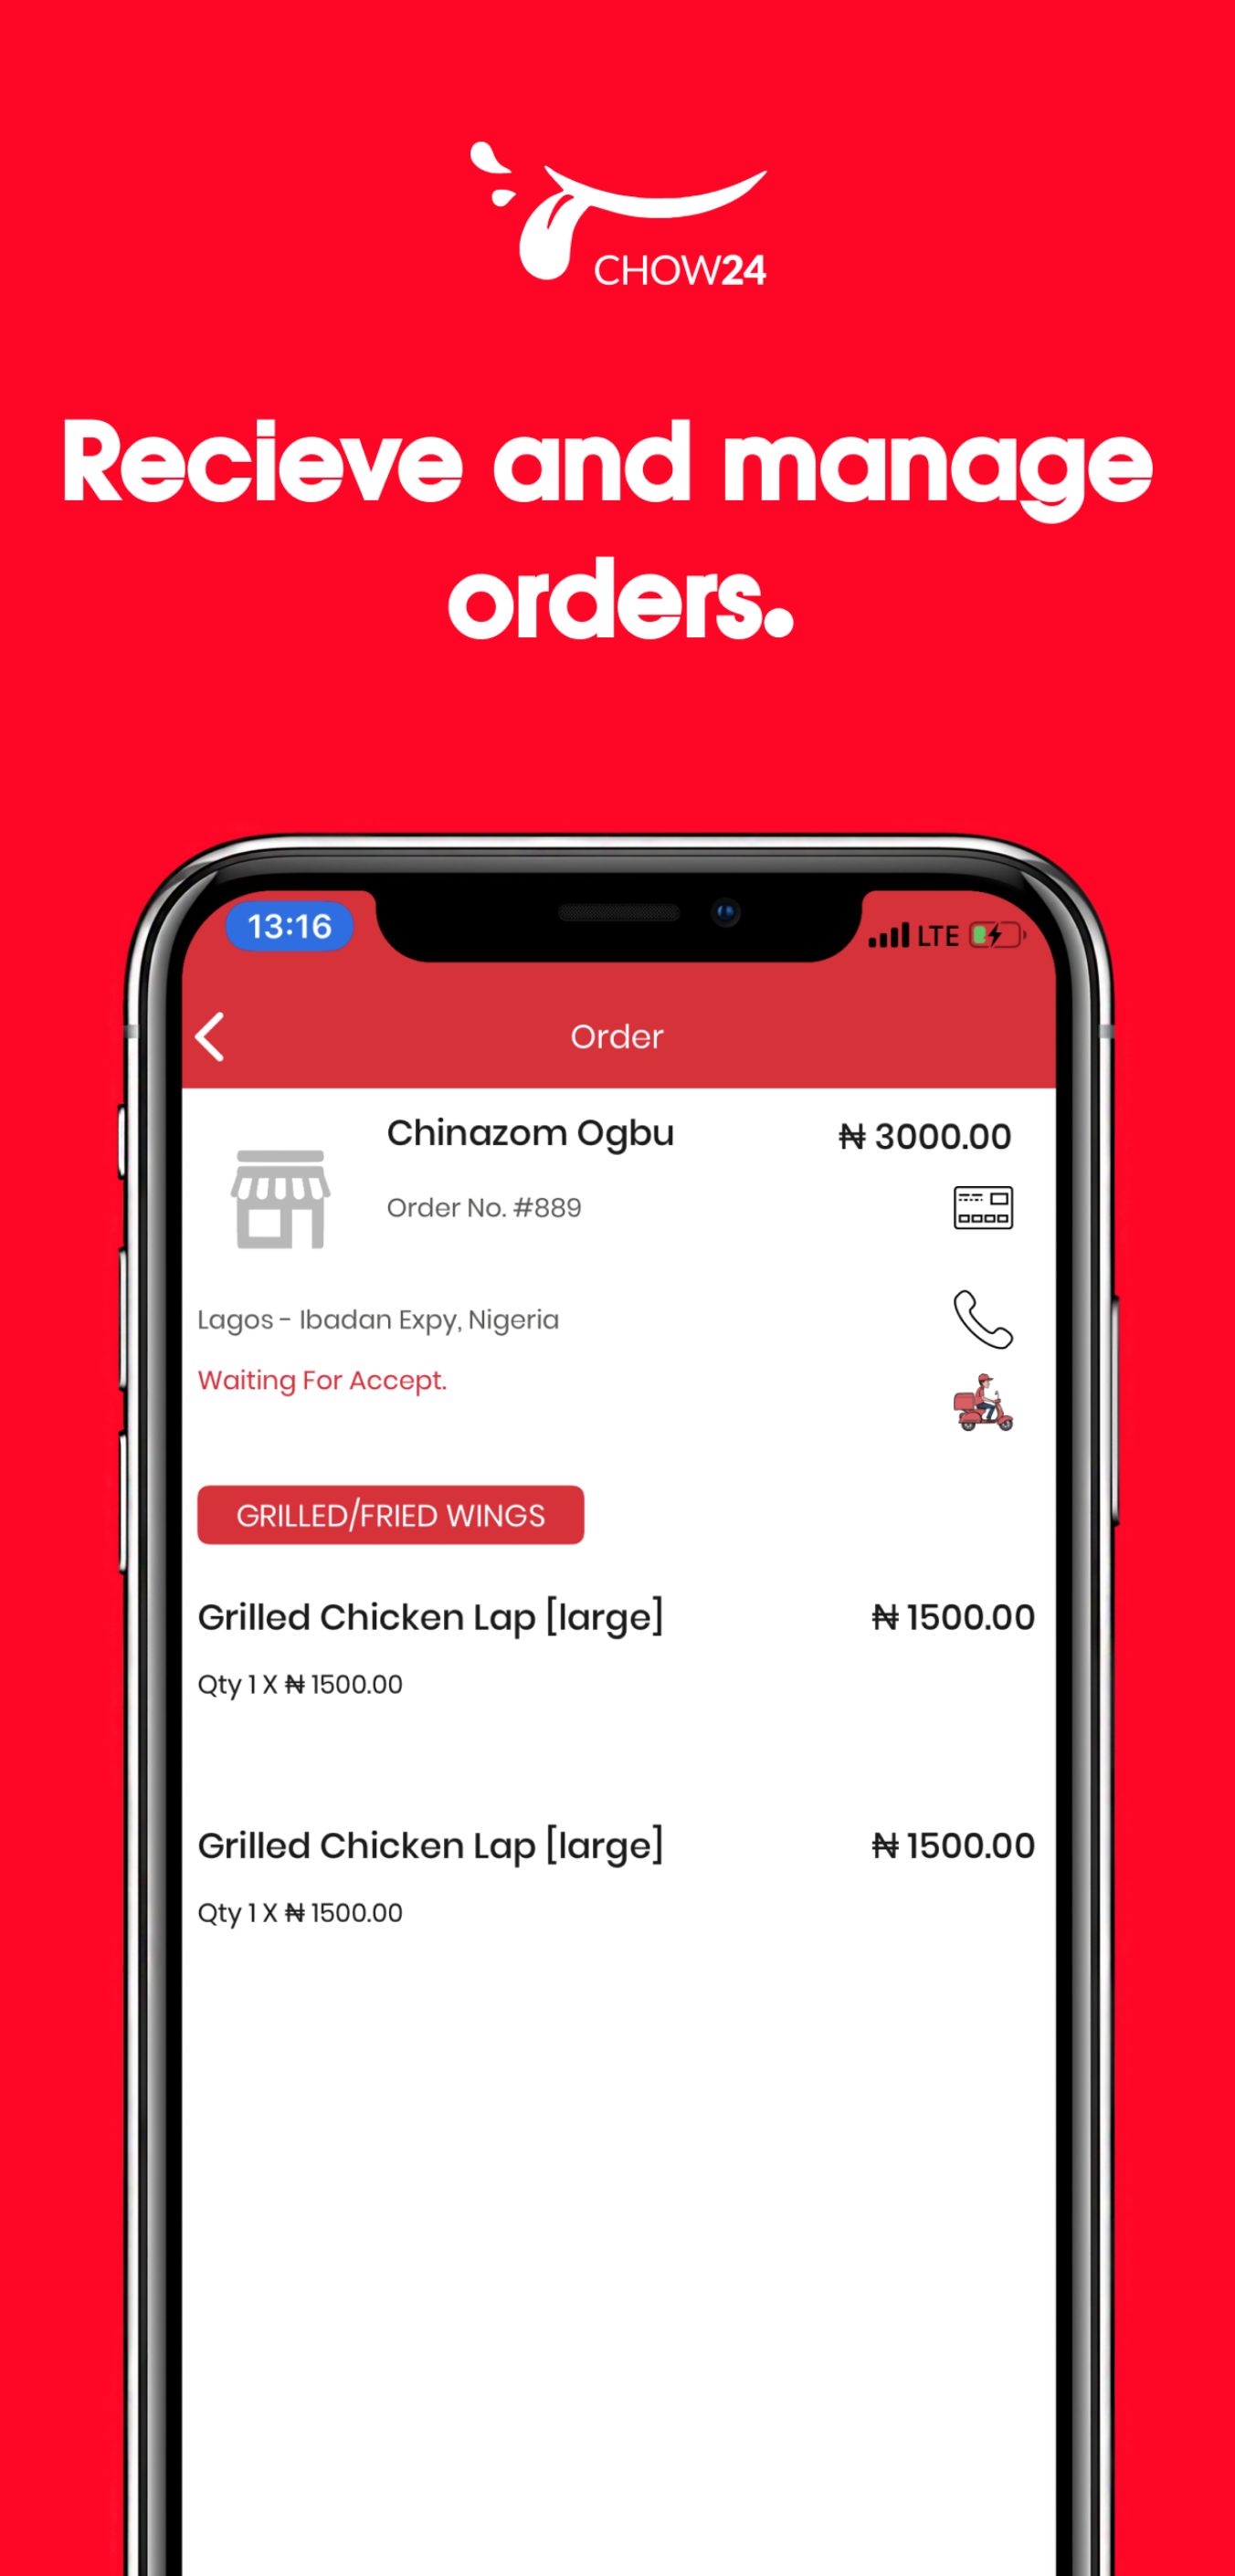 CHOW24
Recieve and manage
orders.
13:16
LTE
Order
Chinazom Ogbu
₦ 3000.00
Order No. #889
Lagos - Ibadan Expy, Nigeria
Waiting For Accept.
GRILLED/FRIED WINGS
Grilled Chicken Lap [large]
₦ 1500.00
Qty 1 X ₦ 1500.00
Grilled Chicken Lap [large]
₦ 1500.00
Qty 1 X ₦ 1500.00